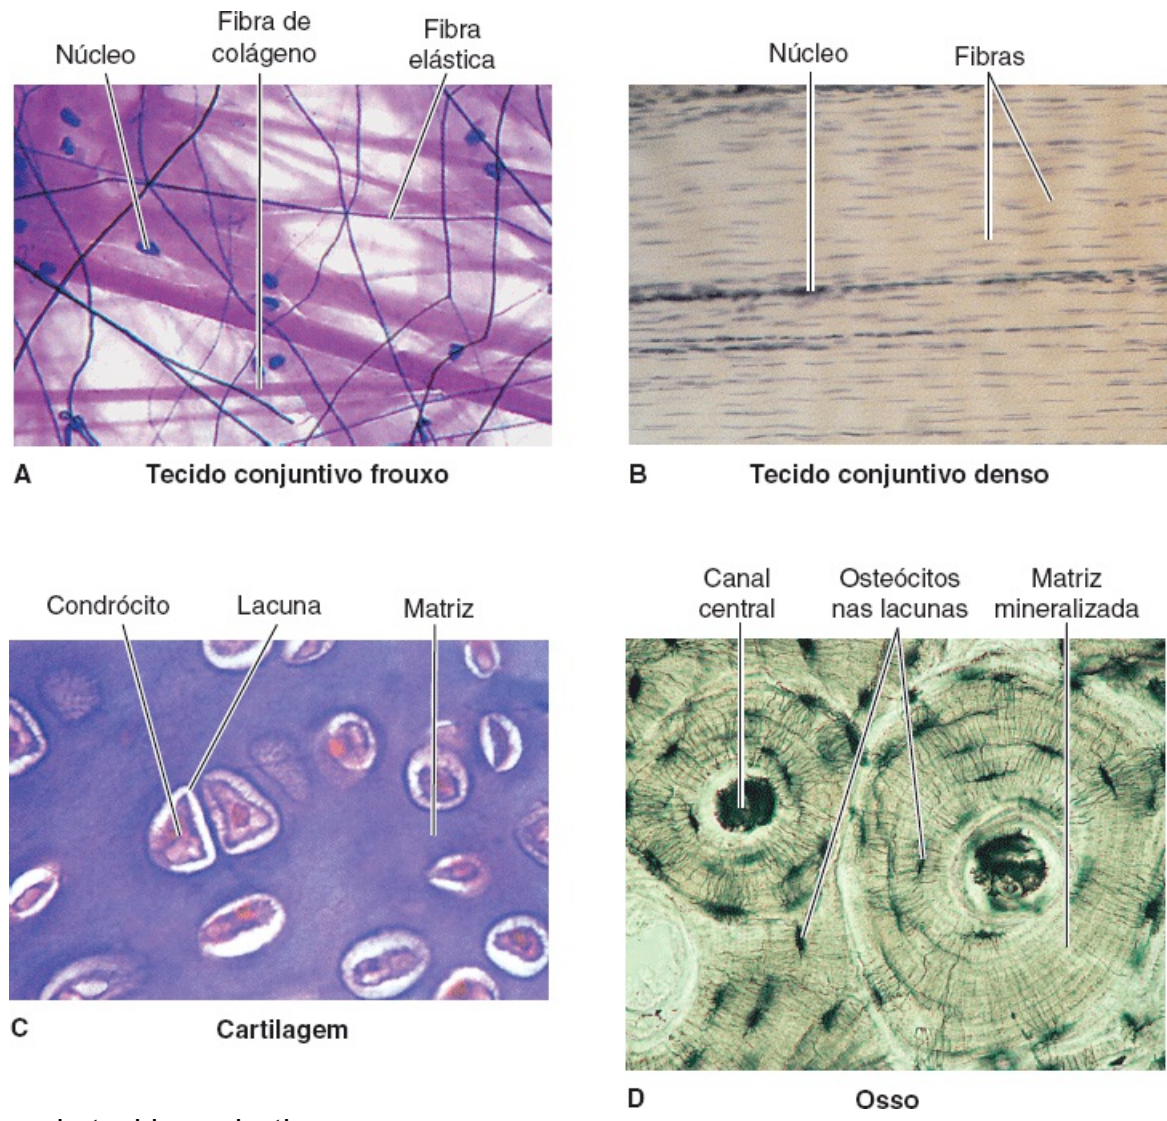 Núcleo
Fibra de
colágeno
Fibra
elástica
A
Tecido conjuntivo frouxo
Núcleo
Fibras
B
Tecido conjuntivo denso
Condrócito
Lacuna
Matriz
C
Cartilagem
Canal
central
Osteócitos
nas lacunas
Matriz
mineralizada
D
Osso